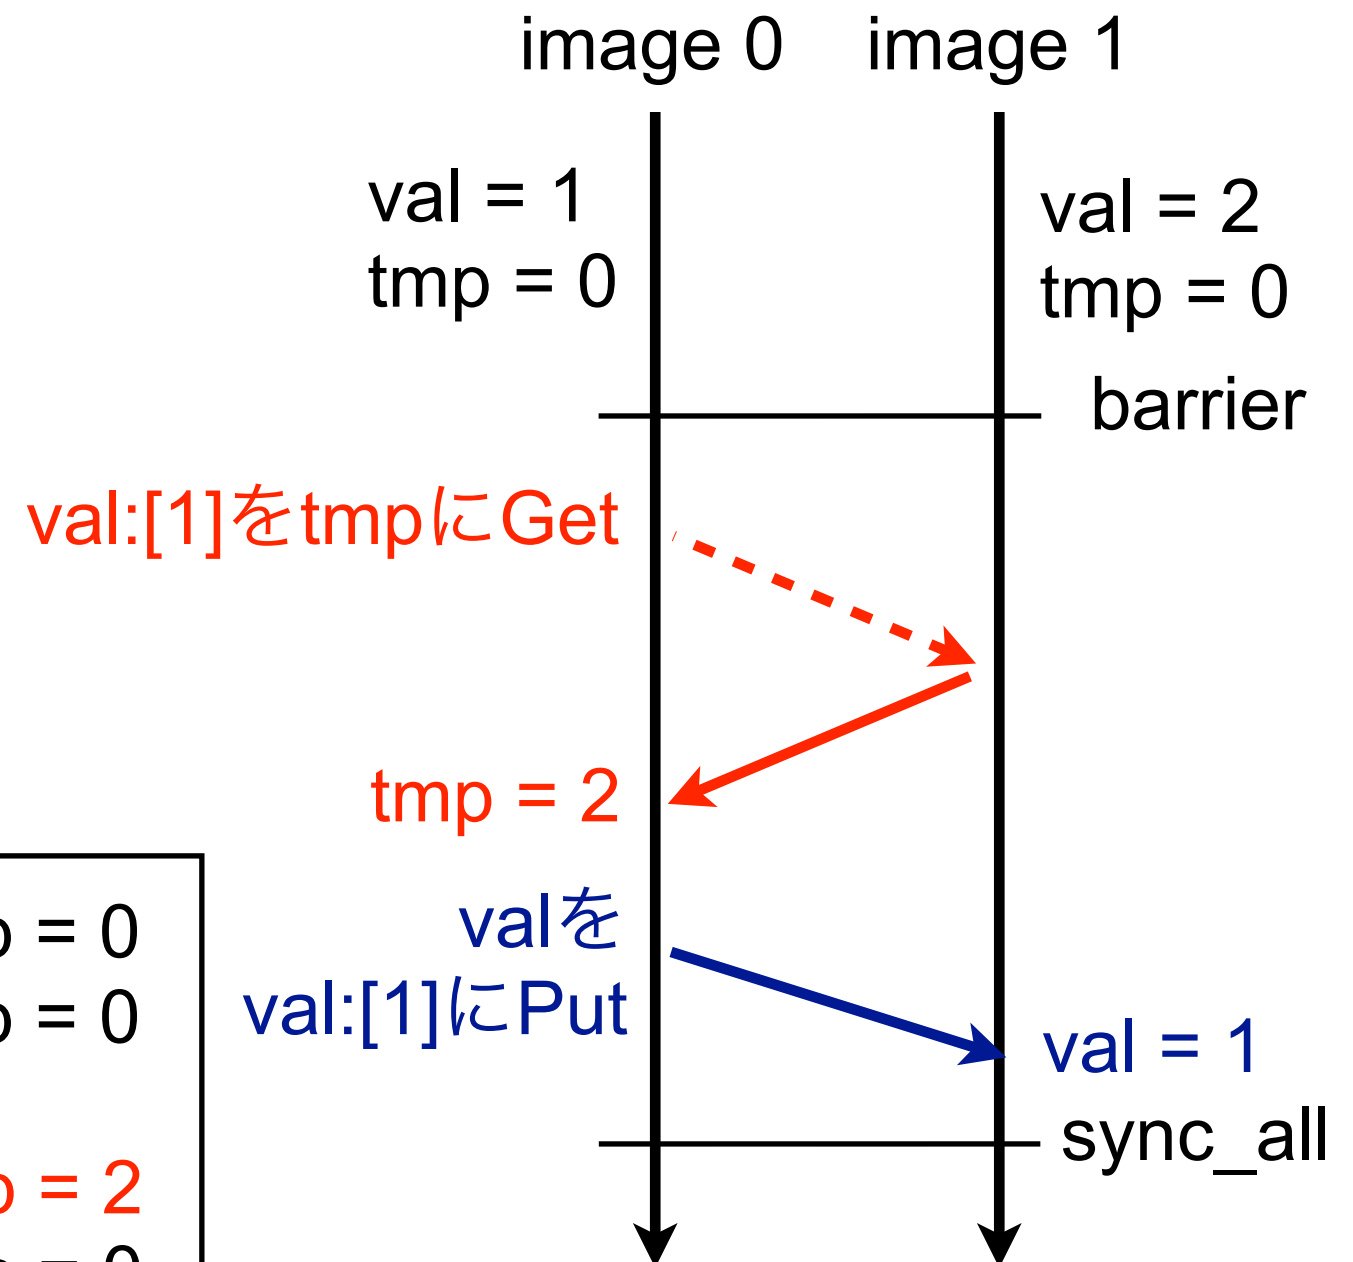 image 0 image 1
val = 1
tmp = 0
val = 2
tmp = 0
barrier
val:[1]をtmpにGet
tmp = 2
valを
val:[1]にPut
val = 1
sync_all
= 0
= 0
= 2